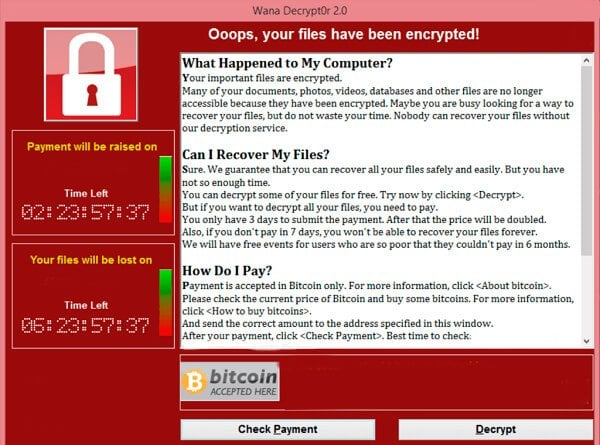 Wana Decrypt0r 2.0
Ooops, your files have been encrypted!
Payment will be raised on
Time Left
02:23:57:37
Your files will be lost on
Time Left
06:23:57:37
What Happened to My Computer?
Your important files are encrypted.
Many of your documents, photos, videos, databases and other files are no longer
accessible because they have been encrypted. Maybe you are busy looking for a way to
recover your files, but do not waste your time. Nobody can recover your files without
our decryption service.
Can I Recover My Files?
Sure. We guarantee that you can recover all your files safely and easily. But you have
not so enough time.
You can decrypt some of your files for free. Try now by clicking <Decrypt>.
But if you want to decrypt all your files, you need to pay.
You only have 3 days to submit the payment. After that the price will be doubled.
Also, if you don't pay in 7 days, you won't be able to recover your files forever.
We will have free events for users who are so poor that they couldn't pay in 6 months.
How Do I Pay?
Payment is accepted in Bitcoin only. For more information, click <About bitcoin>.
Please check the current price of Bitcoin and buy some bitcoins. For more information,
click <How to buy bitcoins>.
And send the correct amount to the address specified in this window.
After your payment, click <Check Payment>. Best time to check:
bitcoin
ACCEPTED HERE
Check Payment
Decrypt